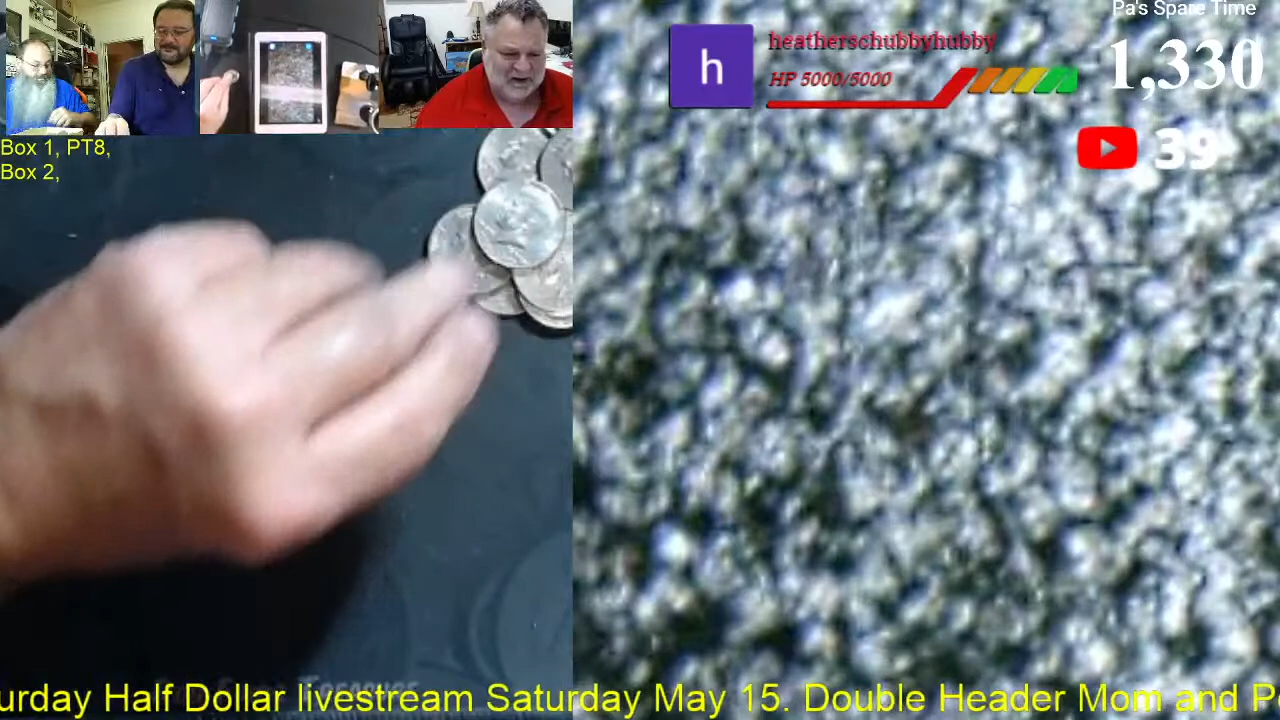 Pa's Spare Time
h
heatherschubbyhubby
1,330
HP 5000/5000
39
Box 1, PT8,
Box 2,
urday Half Dollar livestream Saturday May 15. Double Header Mom and P